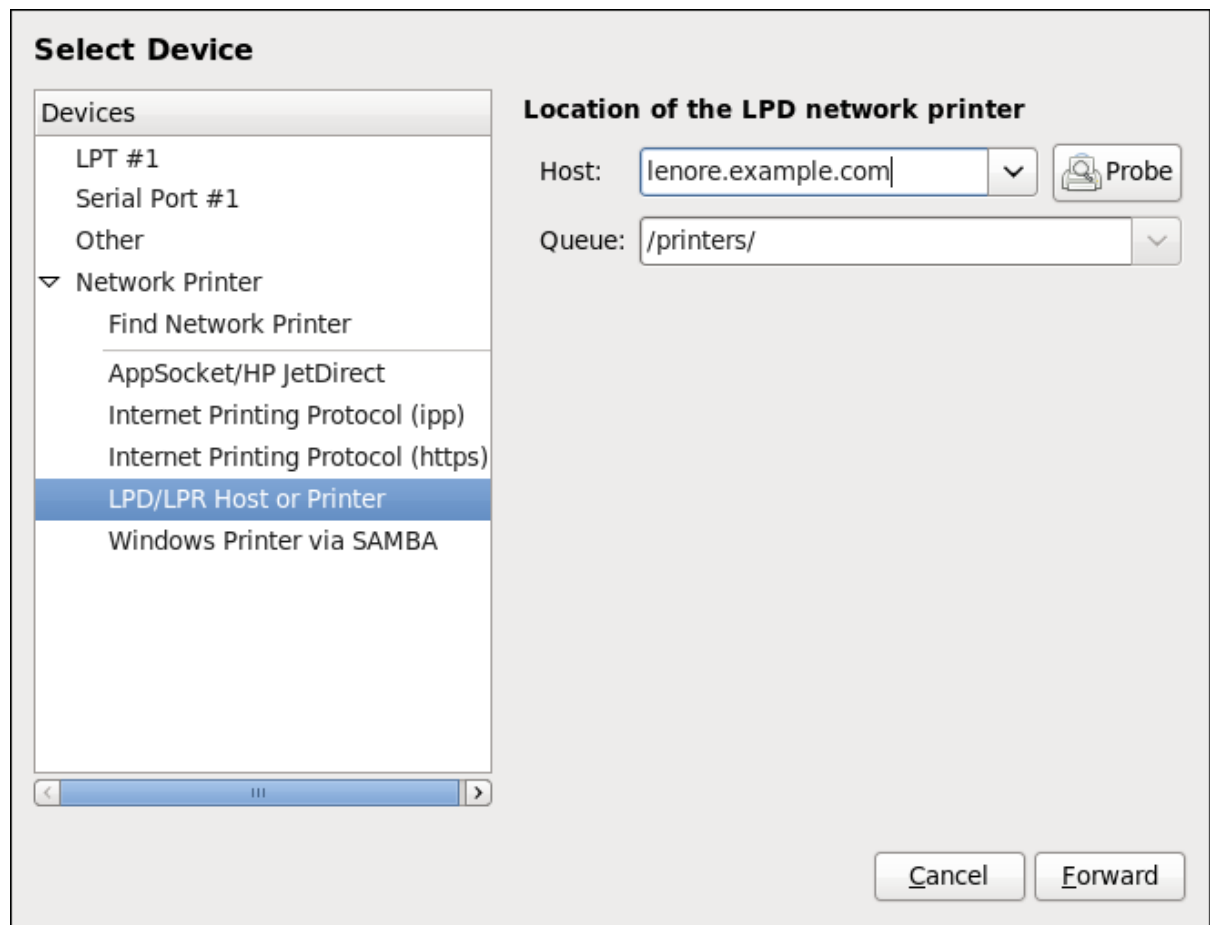 Select Device
Devices
LPT #1
Serial Port #1
Other
Network Printer
Find Network Printer
AppSocket/HP JetDirect
Internet Printing Protocol (ipp)
Internet Printing Protocol (https)
LPD/LPR Host or Printer
Windows Printer via SAMBA
Location of the LPD network printer
Host: lenore.example.com Probe
Queue: /printers/
Cancel Forward